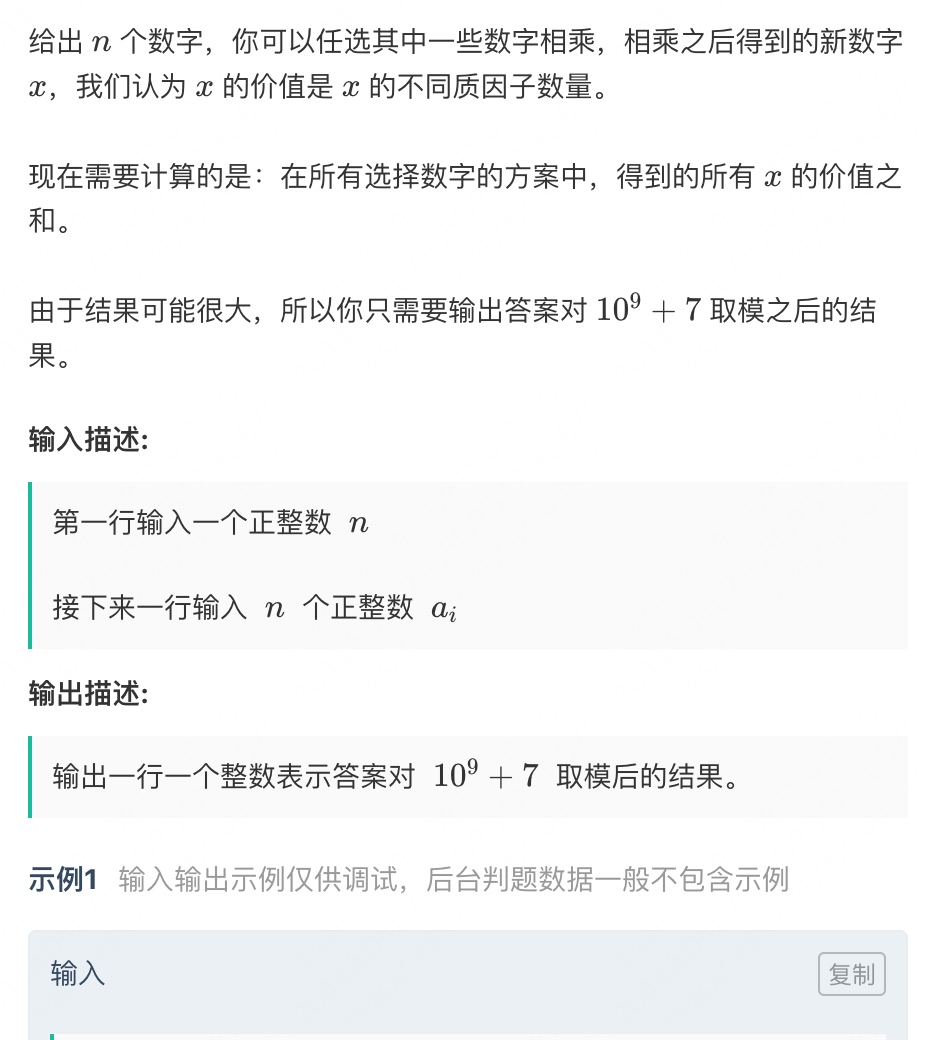 给出 n 个数字，你可以任选其中一些数字相乘，相乘之后得到的新数字
x，我们认为 x 的价值是 x 的不同质因子数量。
现在需要计算的是：在所有选择数字的方案中，得到的所有 x 的价值之
和。
由于结果可能很大，所以你只需要输出答案对 10⁹ + 7 取模之后的结
果。
输入描述:
第一行输入一个正整数 n
接下来一行输入 n 个正整数 aᵢ
输出描述:
输出一行一个整数表示答案对 10⁹ + 7 取模后的结果。
示例1 输入输出示例仅供调试，后台判题数据一般不包含示例
输入 复制